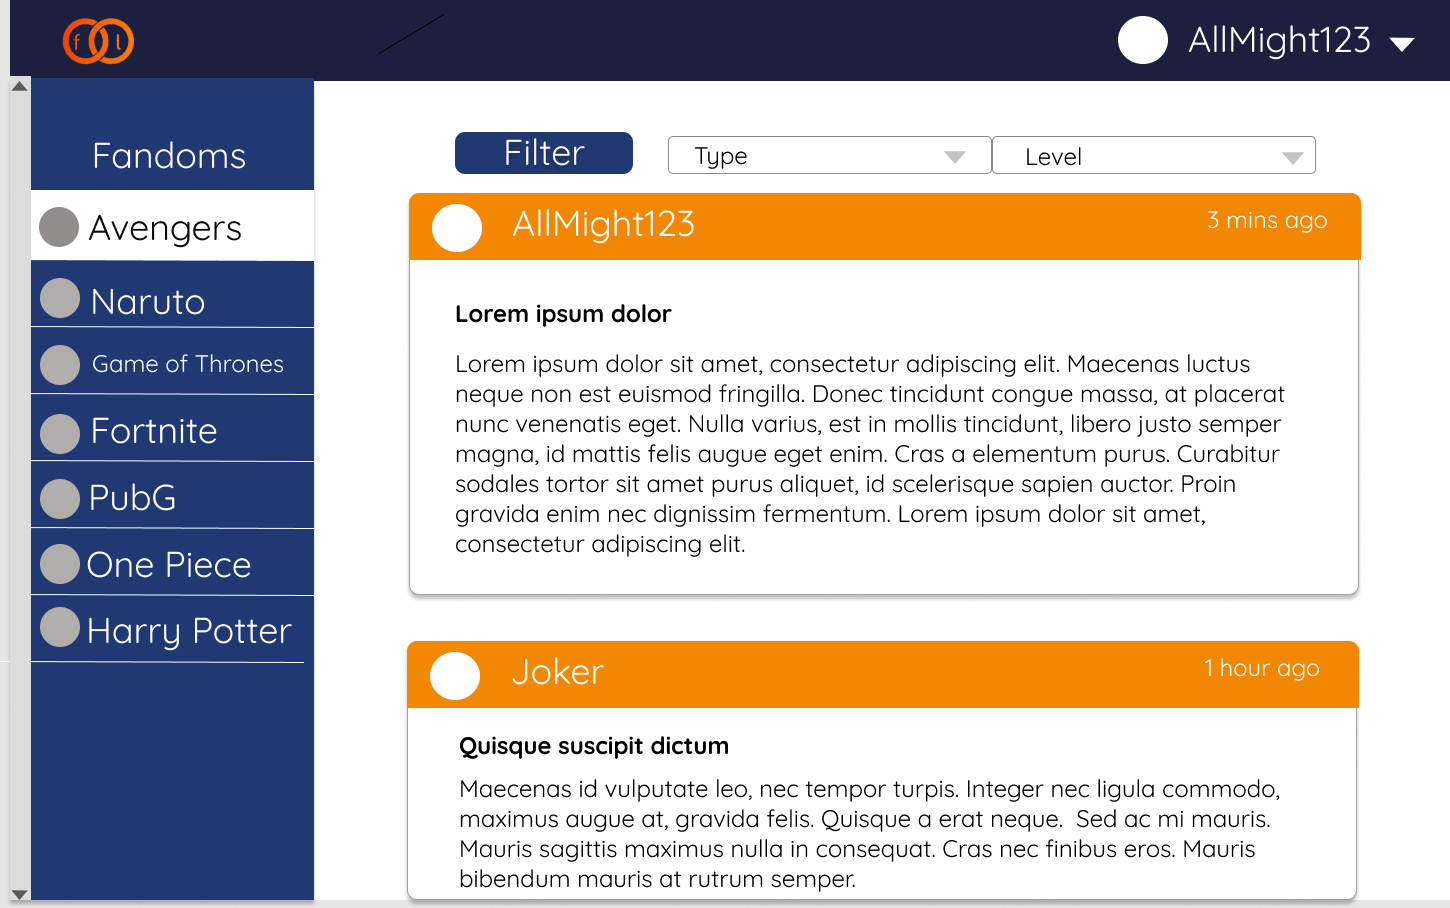 f l
AllMight123
Fandoms
Avengers
Naruto
Game of Thrones
Fortnite
PubG
One Piece
Harry Potter
Filter
Type
Level
AllMight123
3 mins ago
Lorem ipsum dolor
Lorem ipsum dolor sit amet, consectetur adipiscing elit. Maecenas luctus
neque non est euismod fringilla. Donec tincidunt congue massa, at placerat
nunc venenatis eget. Nulla varius, est in mollis tincidunt, libero justo semper
magna, id mattis felis augue eget enim. Cras a elementum purus. Curabitur
sodales tortor sit amet purus aliquet, id scelerisque sapien auctor. Proin
gravida enim nec dignissim fermentum. Lorem ipsum dolor sit amet,
consectetur adipiscing elit.
Joker
1 hour ago
Quisque suscipit dictum
Maecenas id vulputate leo, nec tempor turpis. Integer nec ligula commodo,
maximus augue at, gravida felis. Quisque a erat neque.  Sed ac mi mauris.
Mauris sagittis maximus nulla in consequat. Cras nec finibus eros. Mauris
bibendum mauris at rutrum semper.